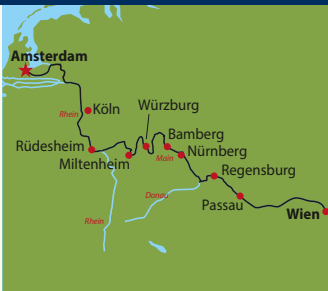 Amsterdam
Rhein
Köln
Würzburg
Rüdesheim
Bamberg
Miltenheim
Main
Nürnberg
Regensburg
Donau
Passau
Wien
Rhein